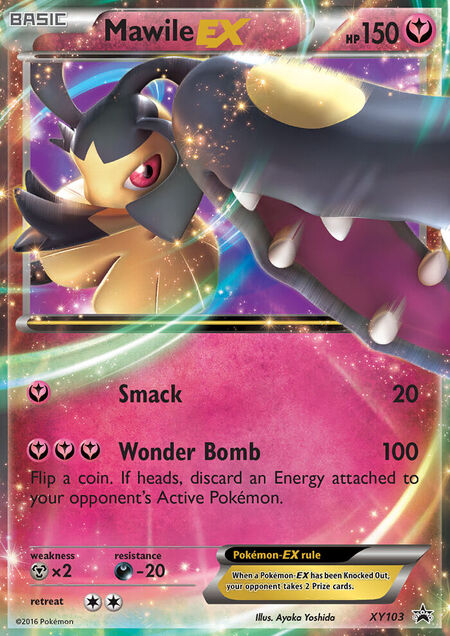 BASIC
Mawile EX
HP 150
Smack 20
Wonder Bomb 100
Flip a coin. If heads, discard an Energy attached to
your opponent's Active Pokémon.
weakness resistance
×2 -20
retreat
Pokémon-EX rule
When a Pokémon-EX has been Knocked Out,
your opponent takes 2 Prize cards.
©2016 Pokémon Illus. Ayaka Yoshida XY103